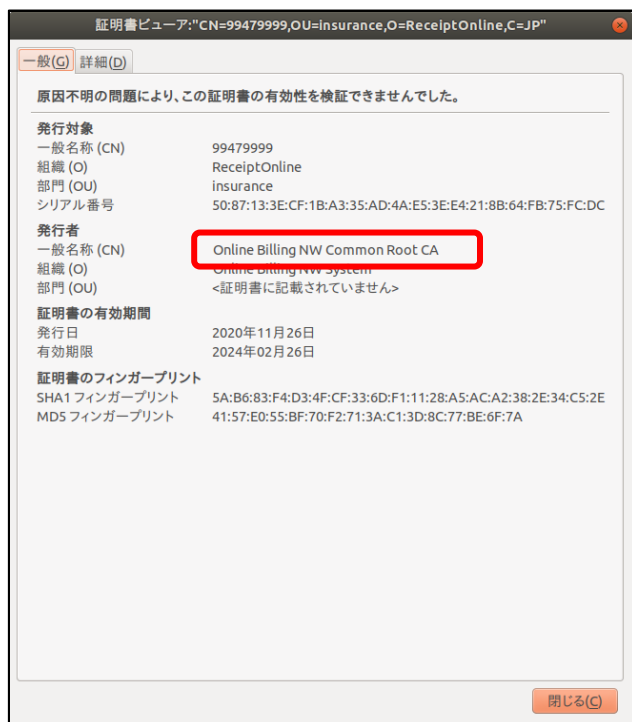 証明書ビューア:"CN=99479999,OU=insurance,O=ReceiptOnline,C=JP"
一般(G) 詳細(D)
原因不明の問題により、この証明書の有効性を検証できませんでした。
発行対象
一般名称 (CN) 99479999
組織 (O) ReceiptOnline
部門 (OU) insurance
シリアル番号 50:87:13:3E:CF:1B:A3:35:AD:4A:E5:3E:E4:21:8B:64:FB:75:FC:DC
発行者
一般名称 (CN) Online Billing NW Common Root CA
組織 (O) Online Billing NW System
部門 (OU) <証明書に記載されていません>
証明書の有効期間
発行日 2020年11月26日
有効期限 2024年02月26日
証明書のフィンガープリント
SHA1 フィンガープリント 5A:B6:83:F4:D3:4F:CF:33:6D:F1:11:28:A5:AC:A2:38:2E:34:C5:2E
MD5 フィンガープリント 41:57:E0:55:BF:70:F2:71:3A:C1:3D:8C:77:BE:6F:7A
閉じる(C)